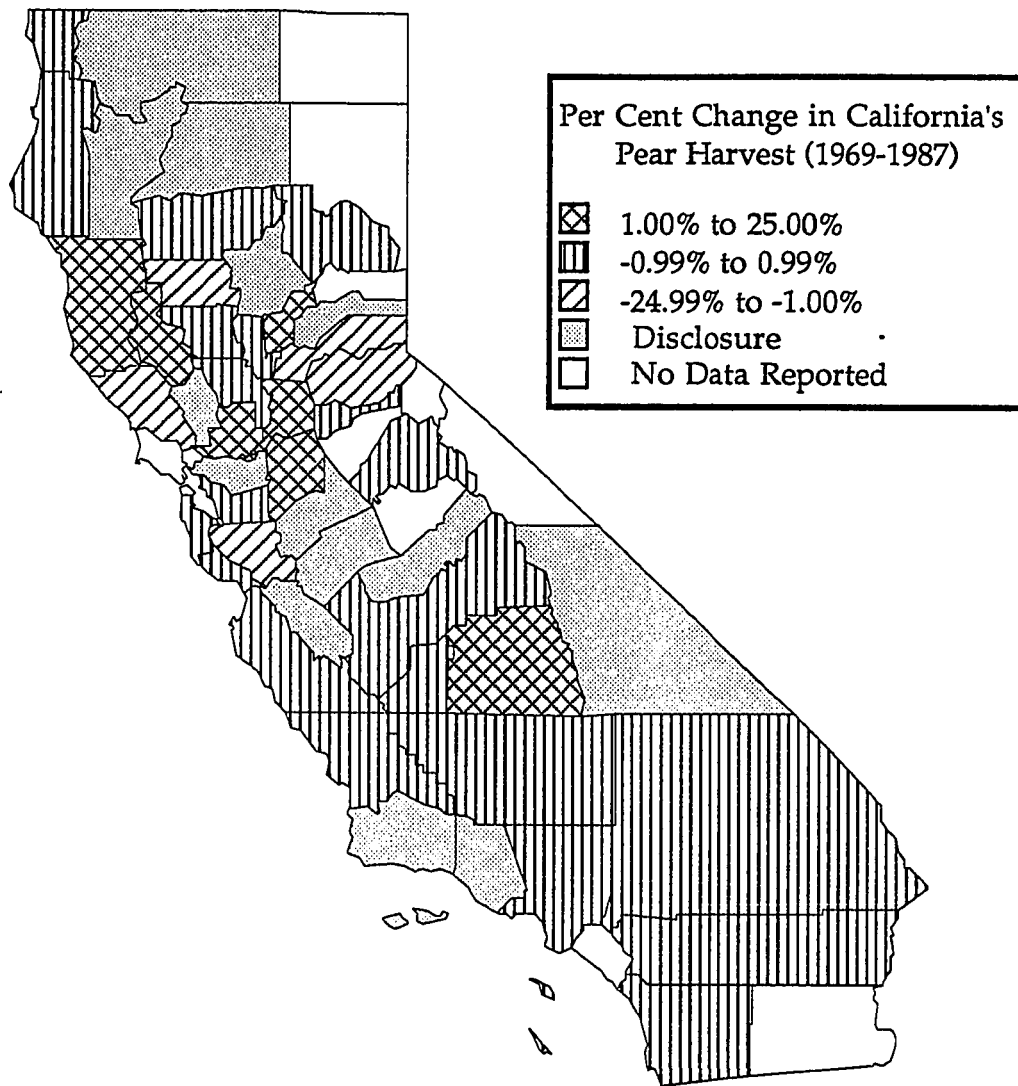 Per Cent Change in California's
Pear Harvest (1969-1987)
1.00% to 25.00%
-0.99% to 0.99%
-24.99% to -1.00%
Disclosure
No Data Reported